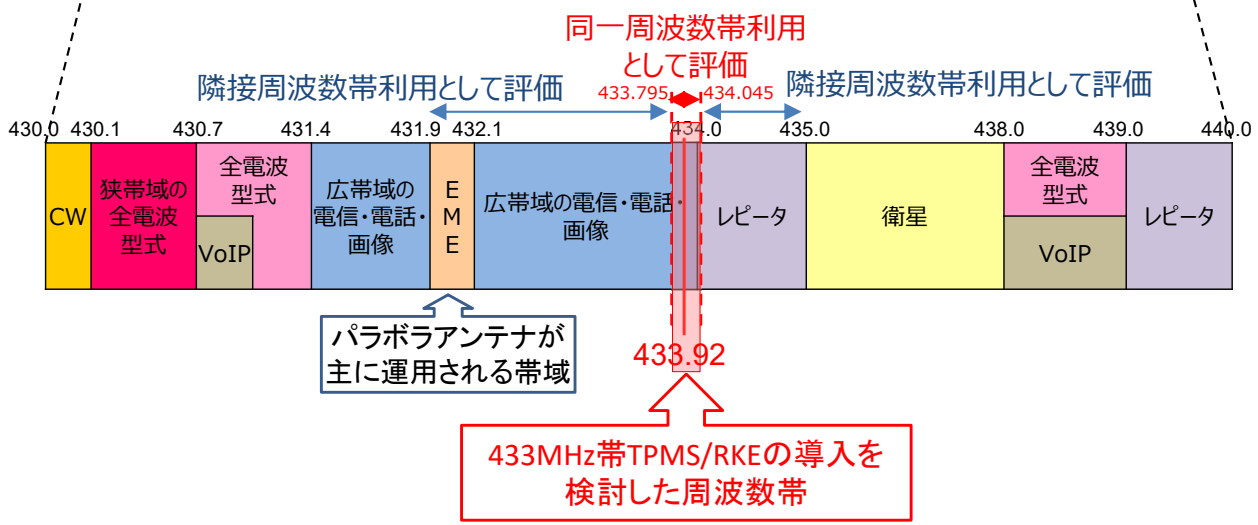 同一周波数帯利用
として評価
隣接周波数帯利用として評価
433.795
434.045
隣接周波数帯利用として評価
430.0 430.1 430.7 431.4 431.9 432.1 434.0 435.0 438.0 439.0 440.0
CW
狭帯域の
全電波
型式
全電波
型式
VoIP
広帯域の
電信・電話・
画像
E
M
E
広帯域の電信・電話・
画像
レピータ
衛星
全電波
型式
VoIP
レピータ
パラボラアンテナが
主に運用される帯域
433.92
433MHz帯TPMS/RKEの導入を
検討した周波数帯